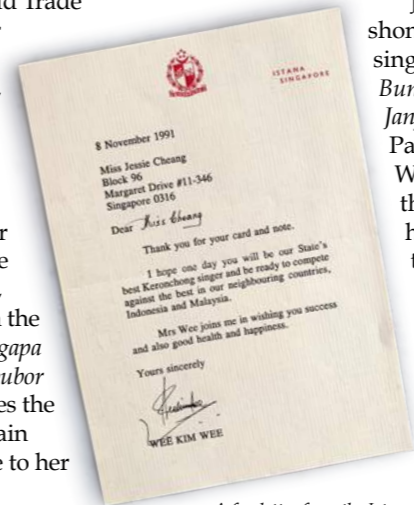 d Trade
the
gapa
ubor
es the
ain
e to her
ISTANA
SINGAPORE
8 November 1991
Miss Jessie Cheang
Block 96
Margaret Drive #11-346
Singapore 0316
Dear Miss Cheang
Thank you for your card and note.
I hope one day you will be our State's
best Keronchong singer and be ready to compete
against the best in our neighbouring countries,
Indonesia and Malaysia.
Mrs Wee joins me in wishing you success
and also good health and happiness.
Yours sincerely
WEE KIM WEE
J
shor
sing
Bun
Jan
Pa
W
th
h
t